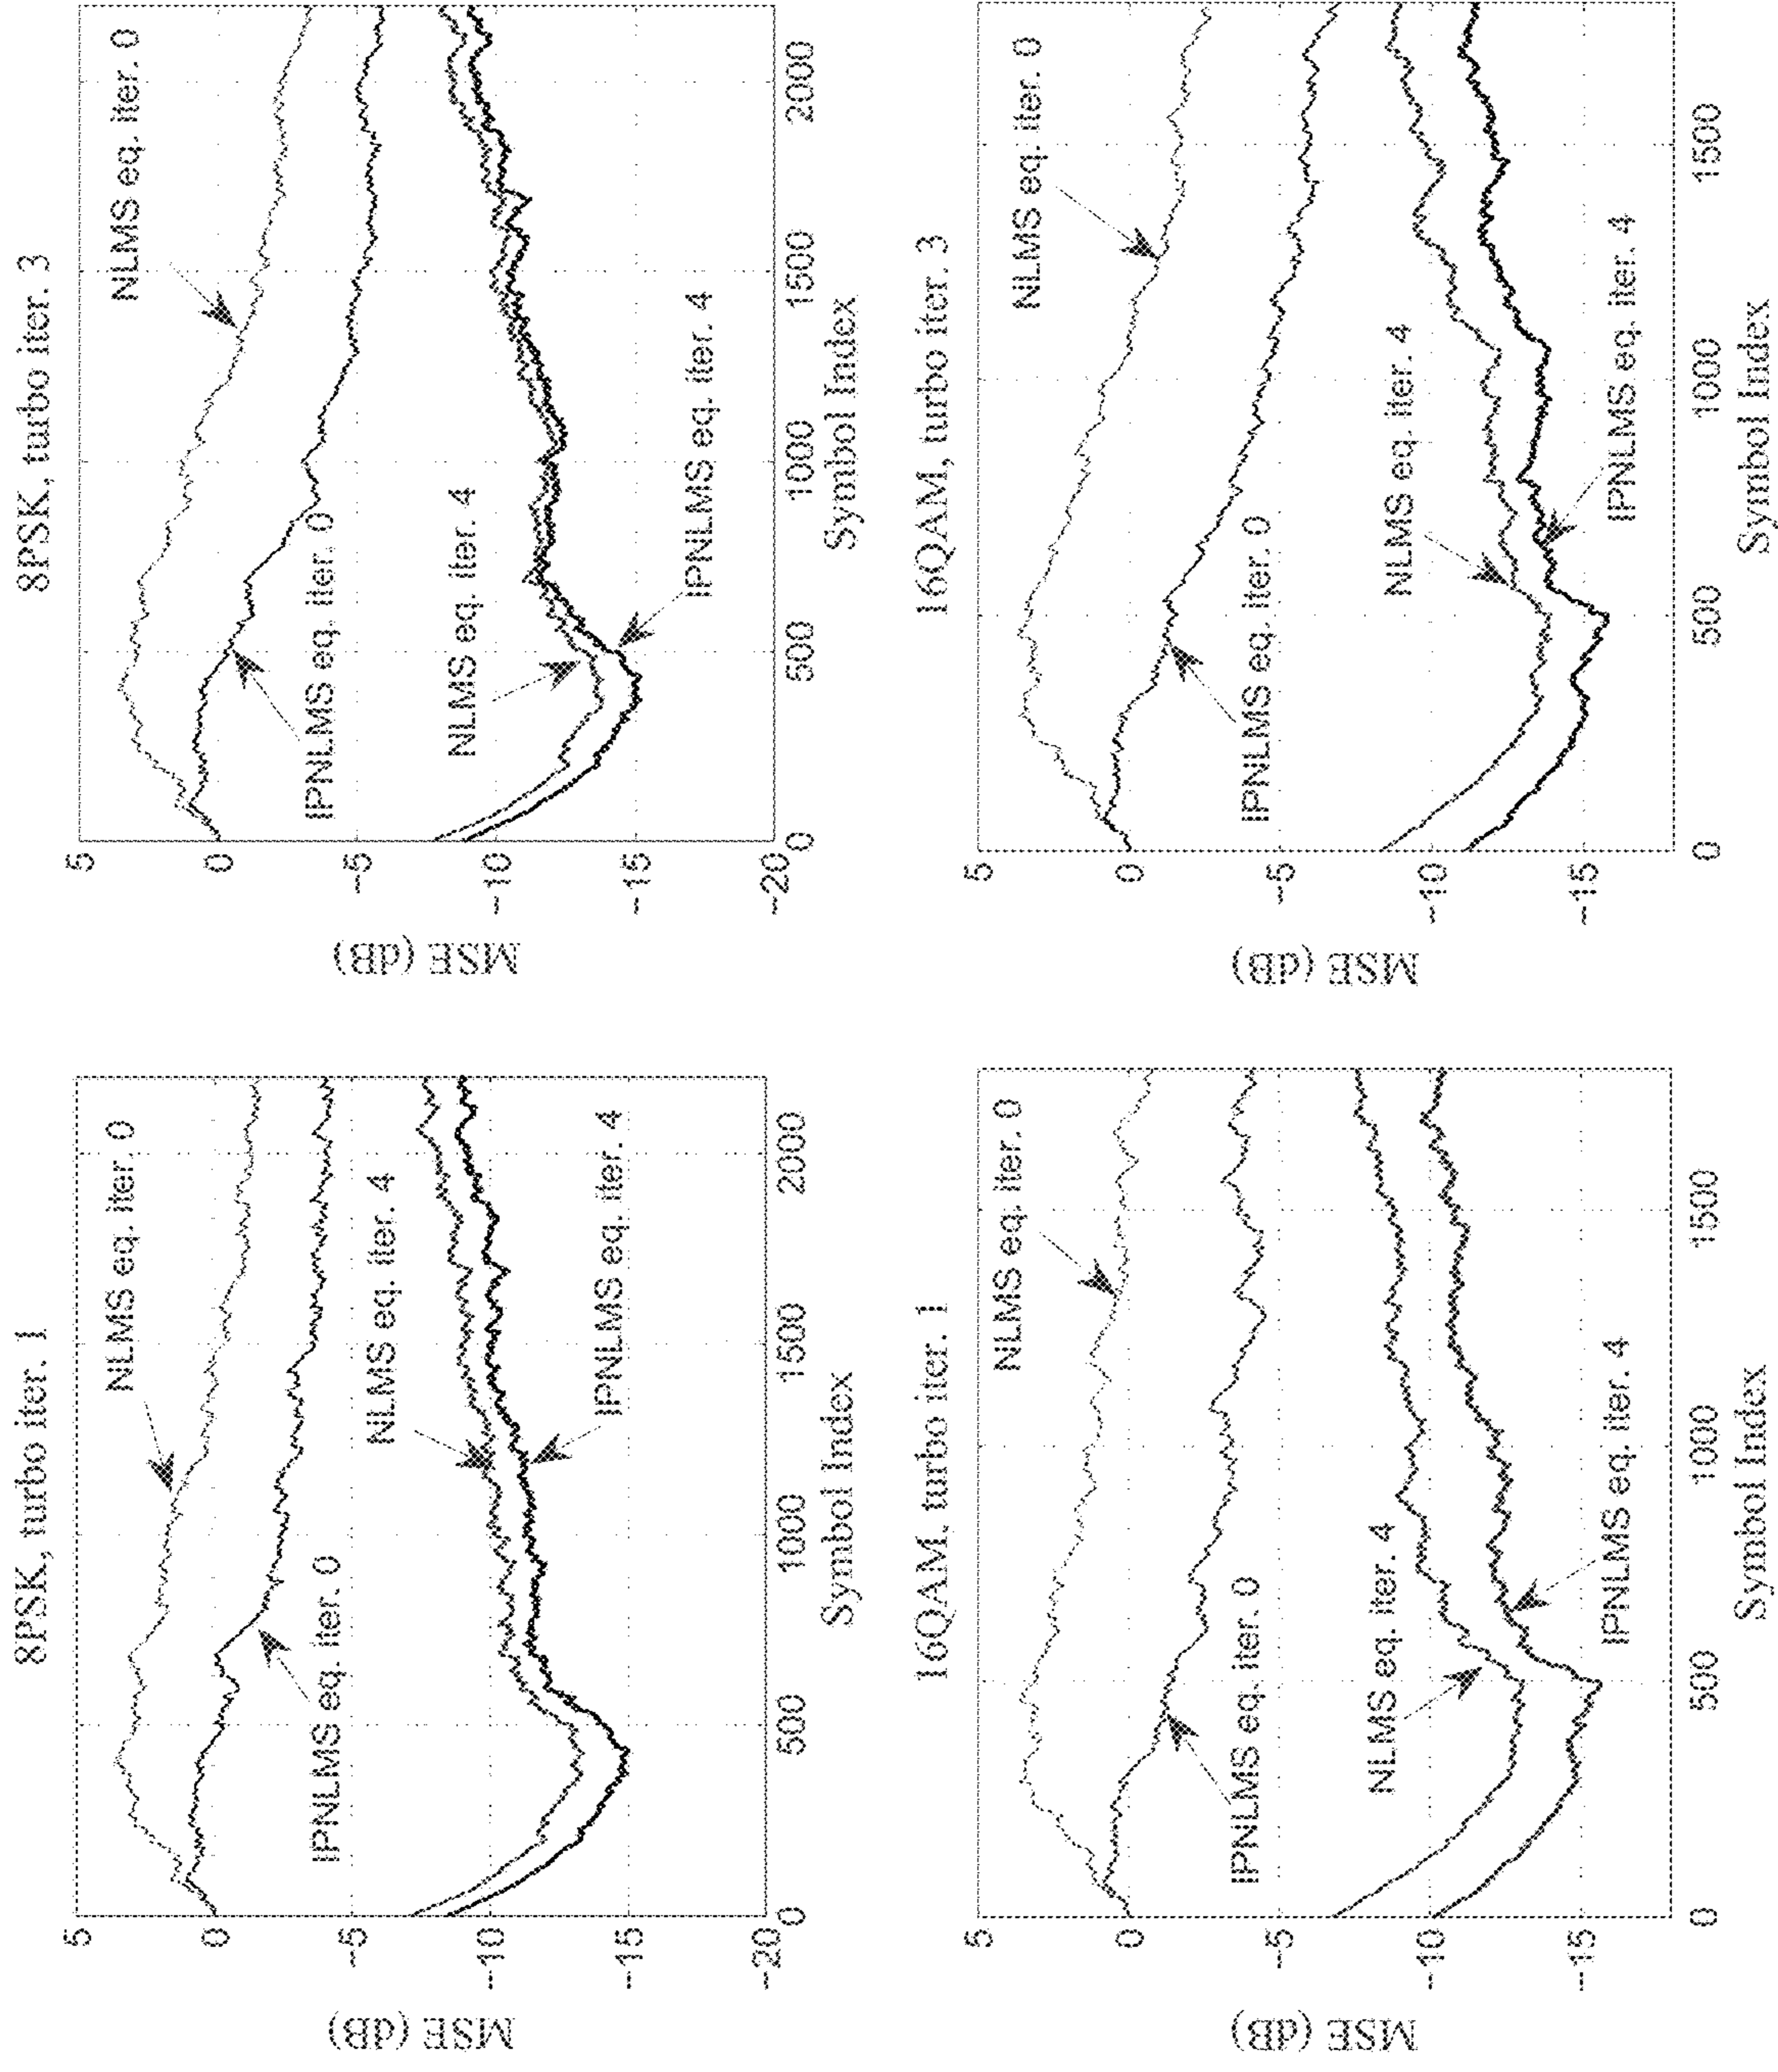 8PSK, turbo iter. 1
MSE (dB)
5
0
-5
-10
-15
-20
NLMS eq. iter. 0
IPNLMS eq. iter. 0
NLMS eq. iter. 4
IPNLMS eq. iter. 4
0
500
1000
1500
2000
Symbol Index
8PSK, turbo iter. 3
MSE (dB)
5
0
-5
-10
-15
-20
NLMS eq. iter. 0
IPNLMS eq. iter. 0
NLMS eq. iter. 4
IPNLMS eq. iter. 4
0
500
1000
1500
2000
Symbol Index
16QAM, turbo iter. 1
MSE (dB)
5
0
-5
-10
-15
NLMS eq. iter. 0
IPNLMS eq. iter. 0
NLMS eq. iter. 4
IPNLMS eq. iter. 4
0
500
1000
1500
Symbol Index
16QAM, turbo iter. 3
MSE (dB)
5
0
-5
-10
-15
NLMS eq. iter. 0
IPNLMS eq. iter. 0
NLMS eq. iter. 4
IPNLMS eq. iter. 4
0
500
1000
1500
Symbol Index